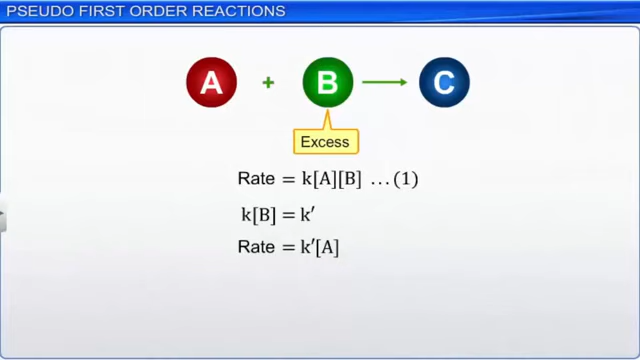 PSEUDO FIRST ORDER REACTIONS
A + B → C
Excess
Rate = k[A][B] ...(1)
k[B] = k′
Rate = k′[A]